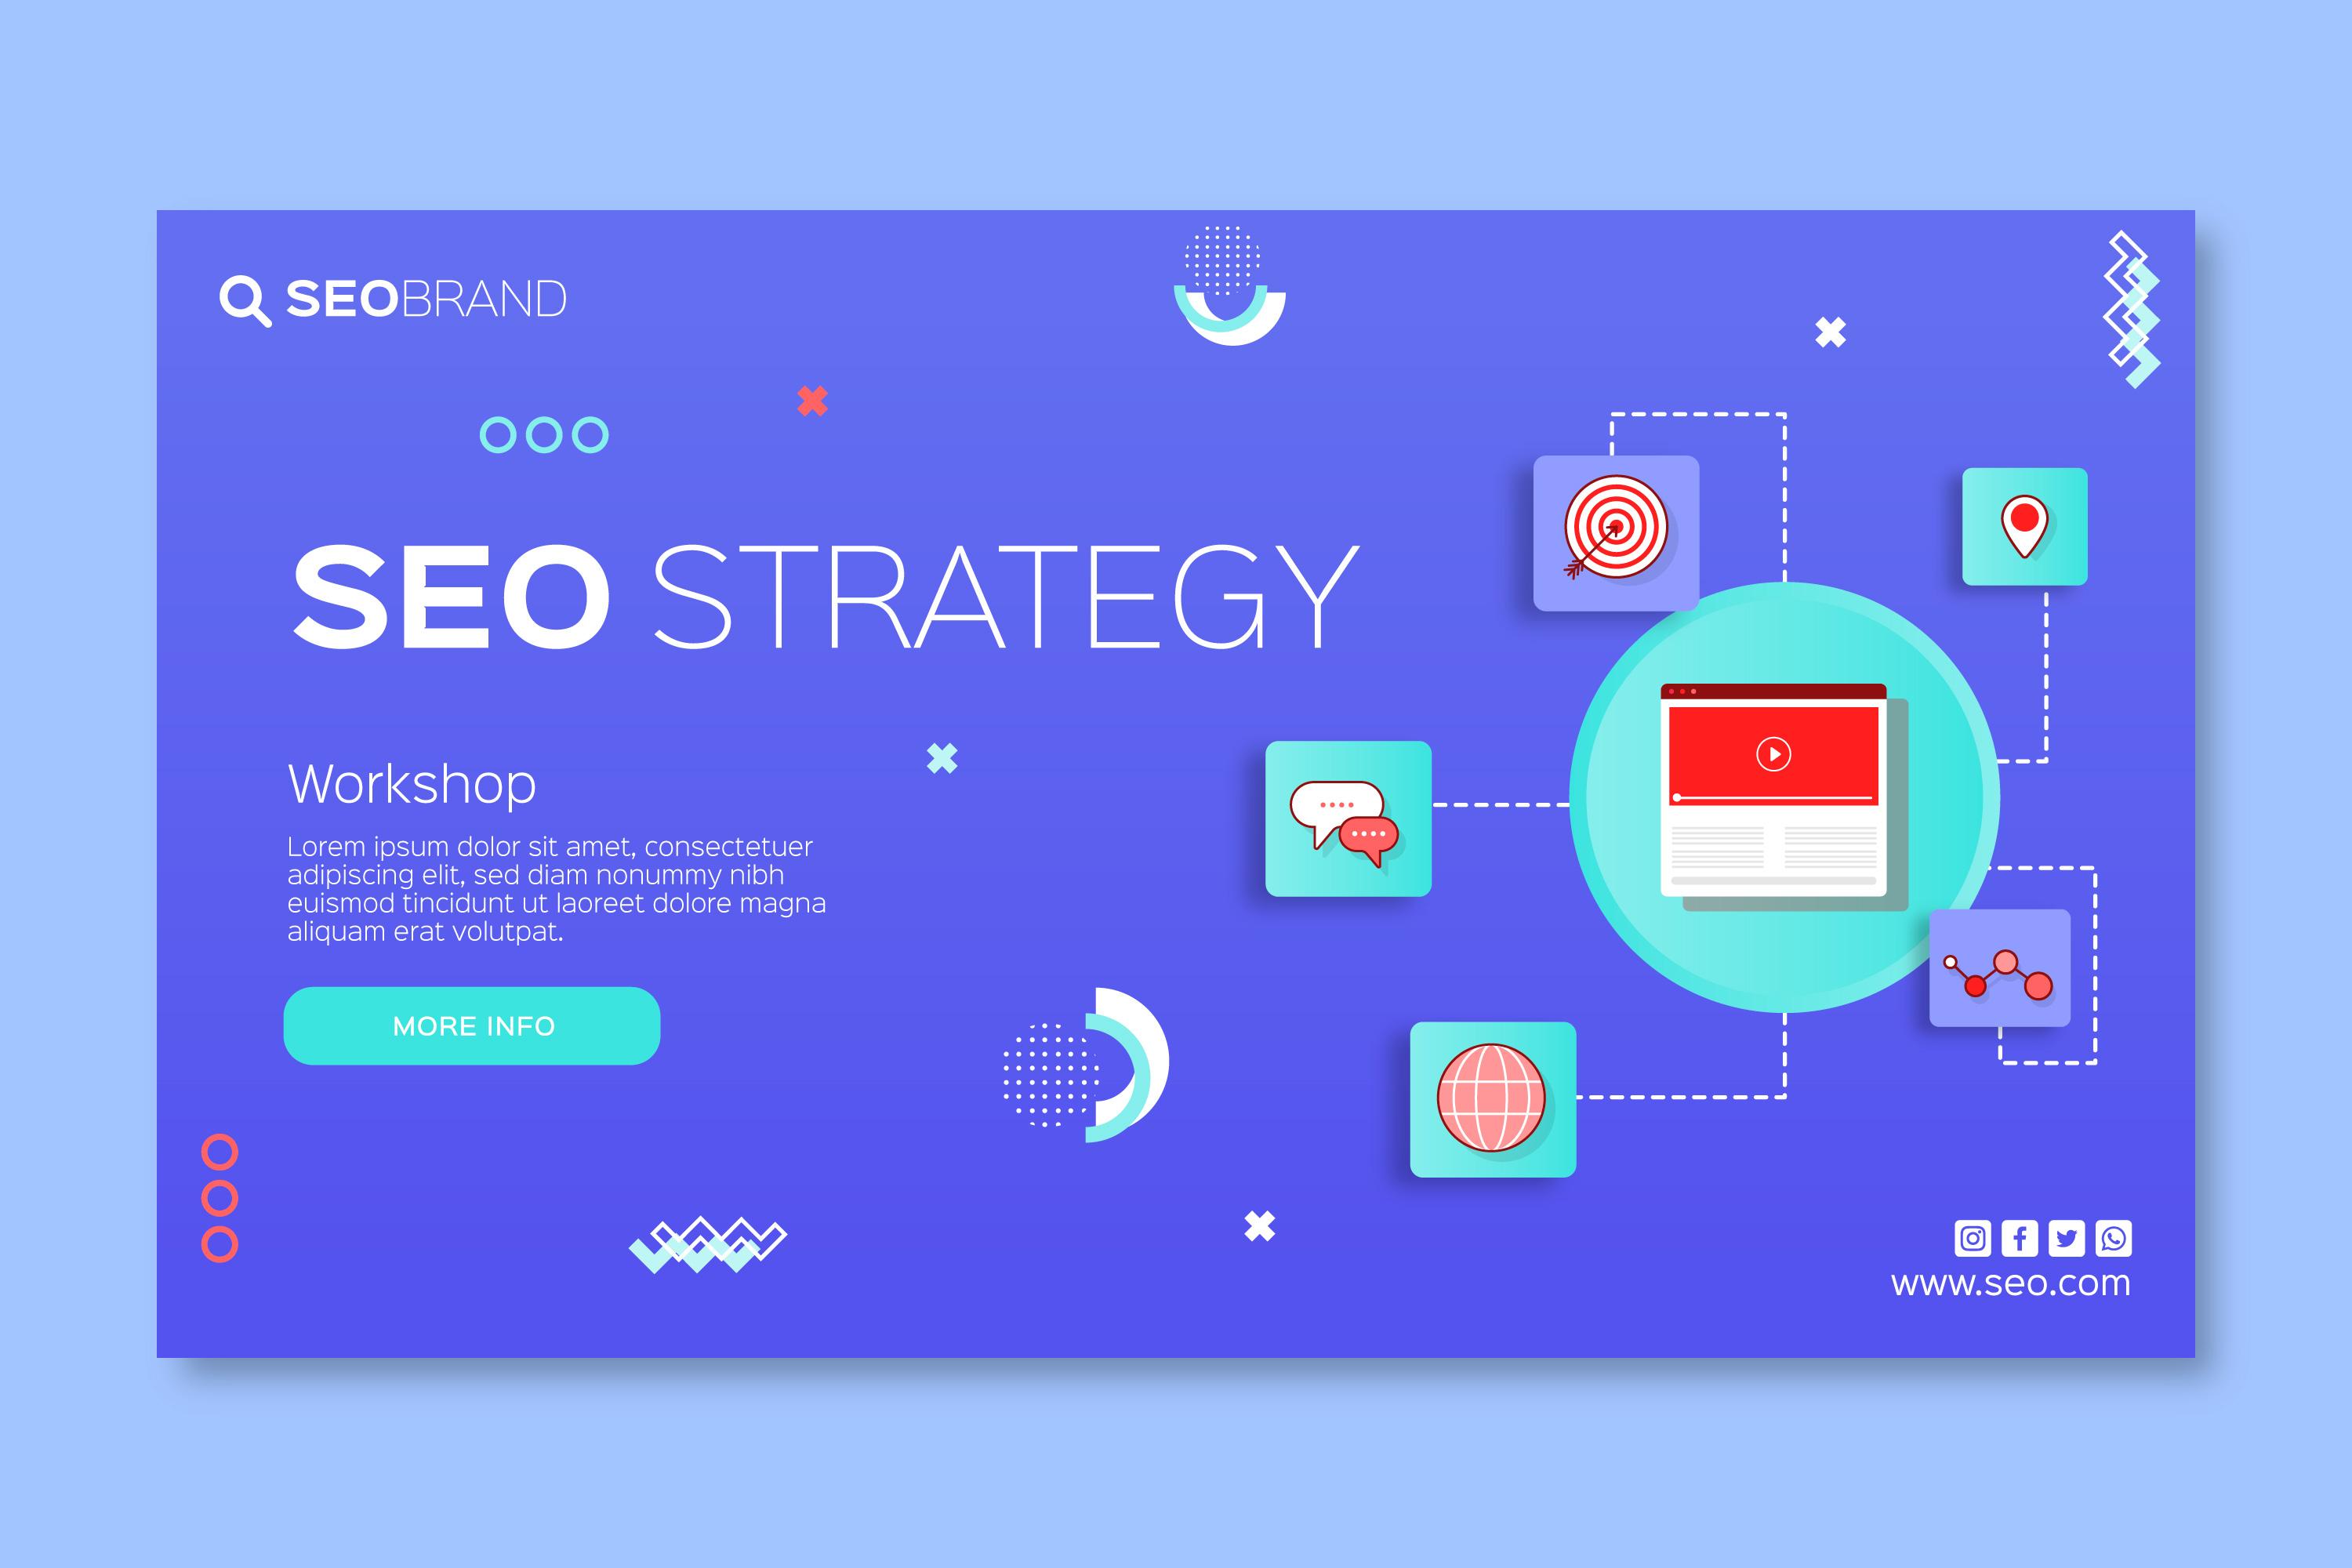 SEOBRAND
SEO STRATEGY
Workshop
Lorem ipsum dolor sit amet, consectetuer
adipiscing elit, sed diam nonummy nibh
euismod tincidunt ut laoreet dolore magna
aliquam erat volutpat.
MORE INFO
www.seo.com